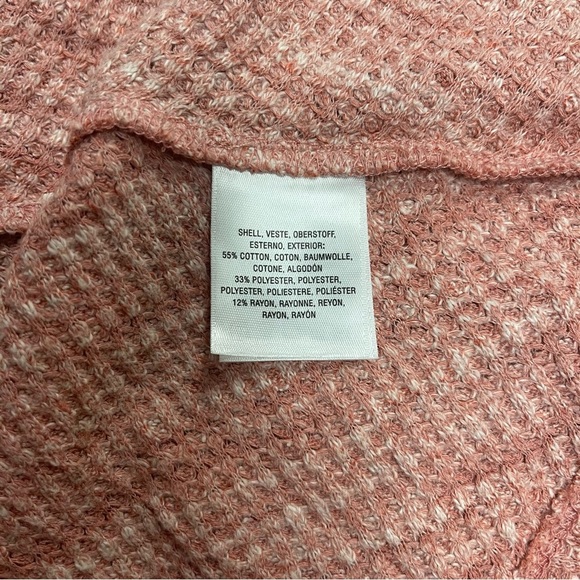 SHELL, VESTE, OBERSTOFF,
ESTERNO, EXTERIOR:
55% COTTON, COTON, BAUMWOLLE,
COTONE, ALGODÓN
33% POLYESTER, POLYESTER,
POLYESTER, POLIESTERE, POLIÉSTER
12% RAYON, RAYONNE, REYON,
RAYON, RAYÓN